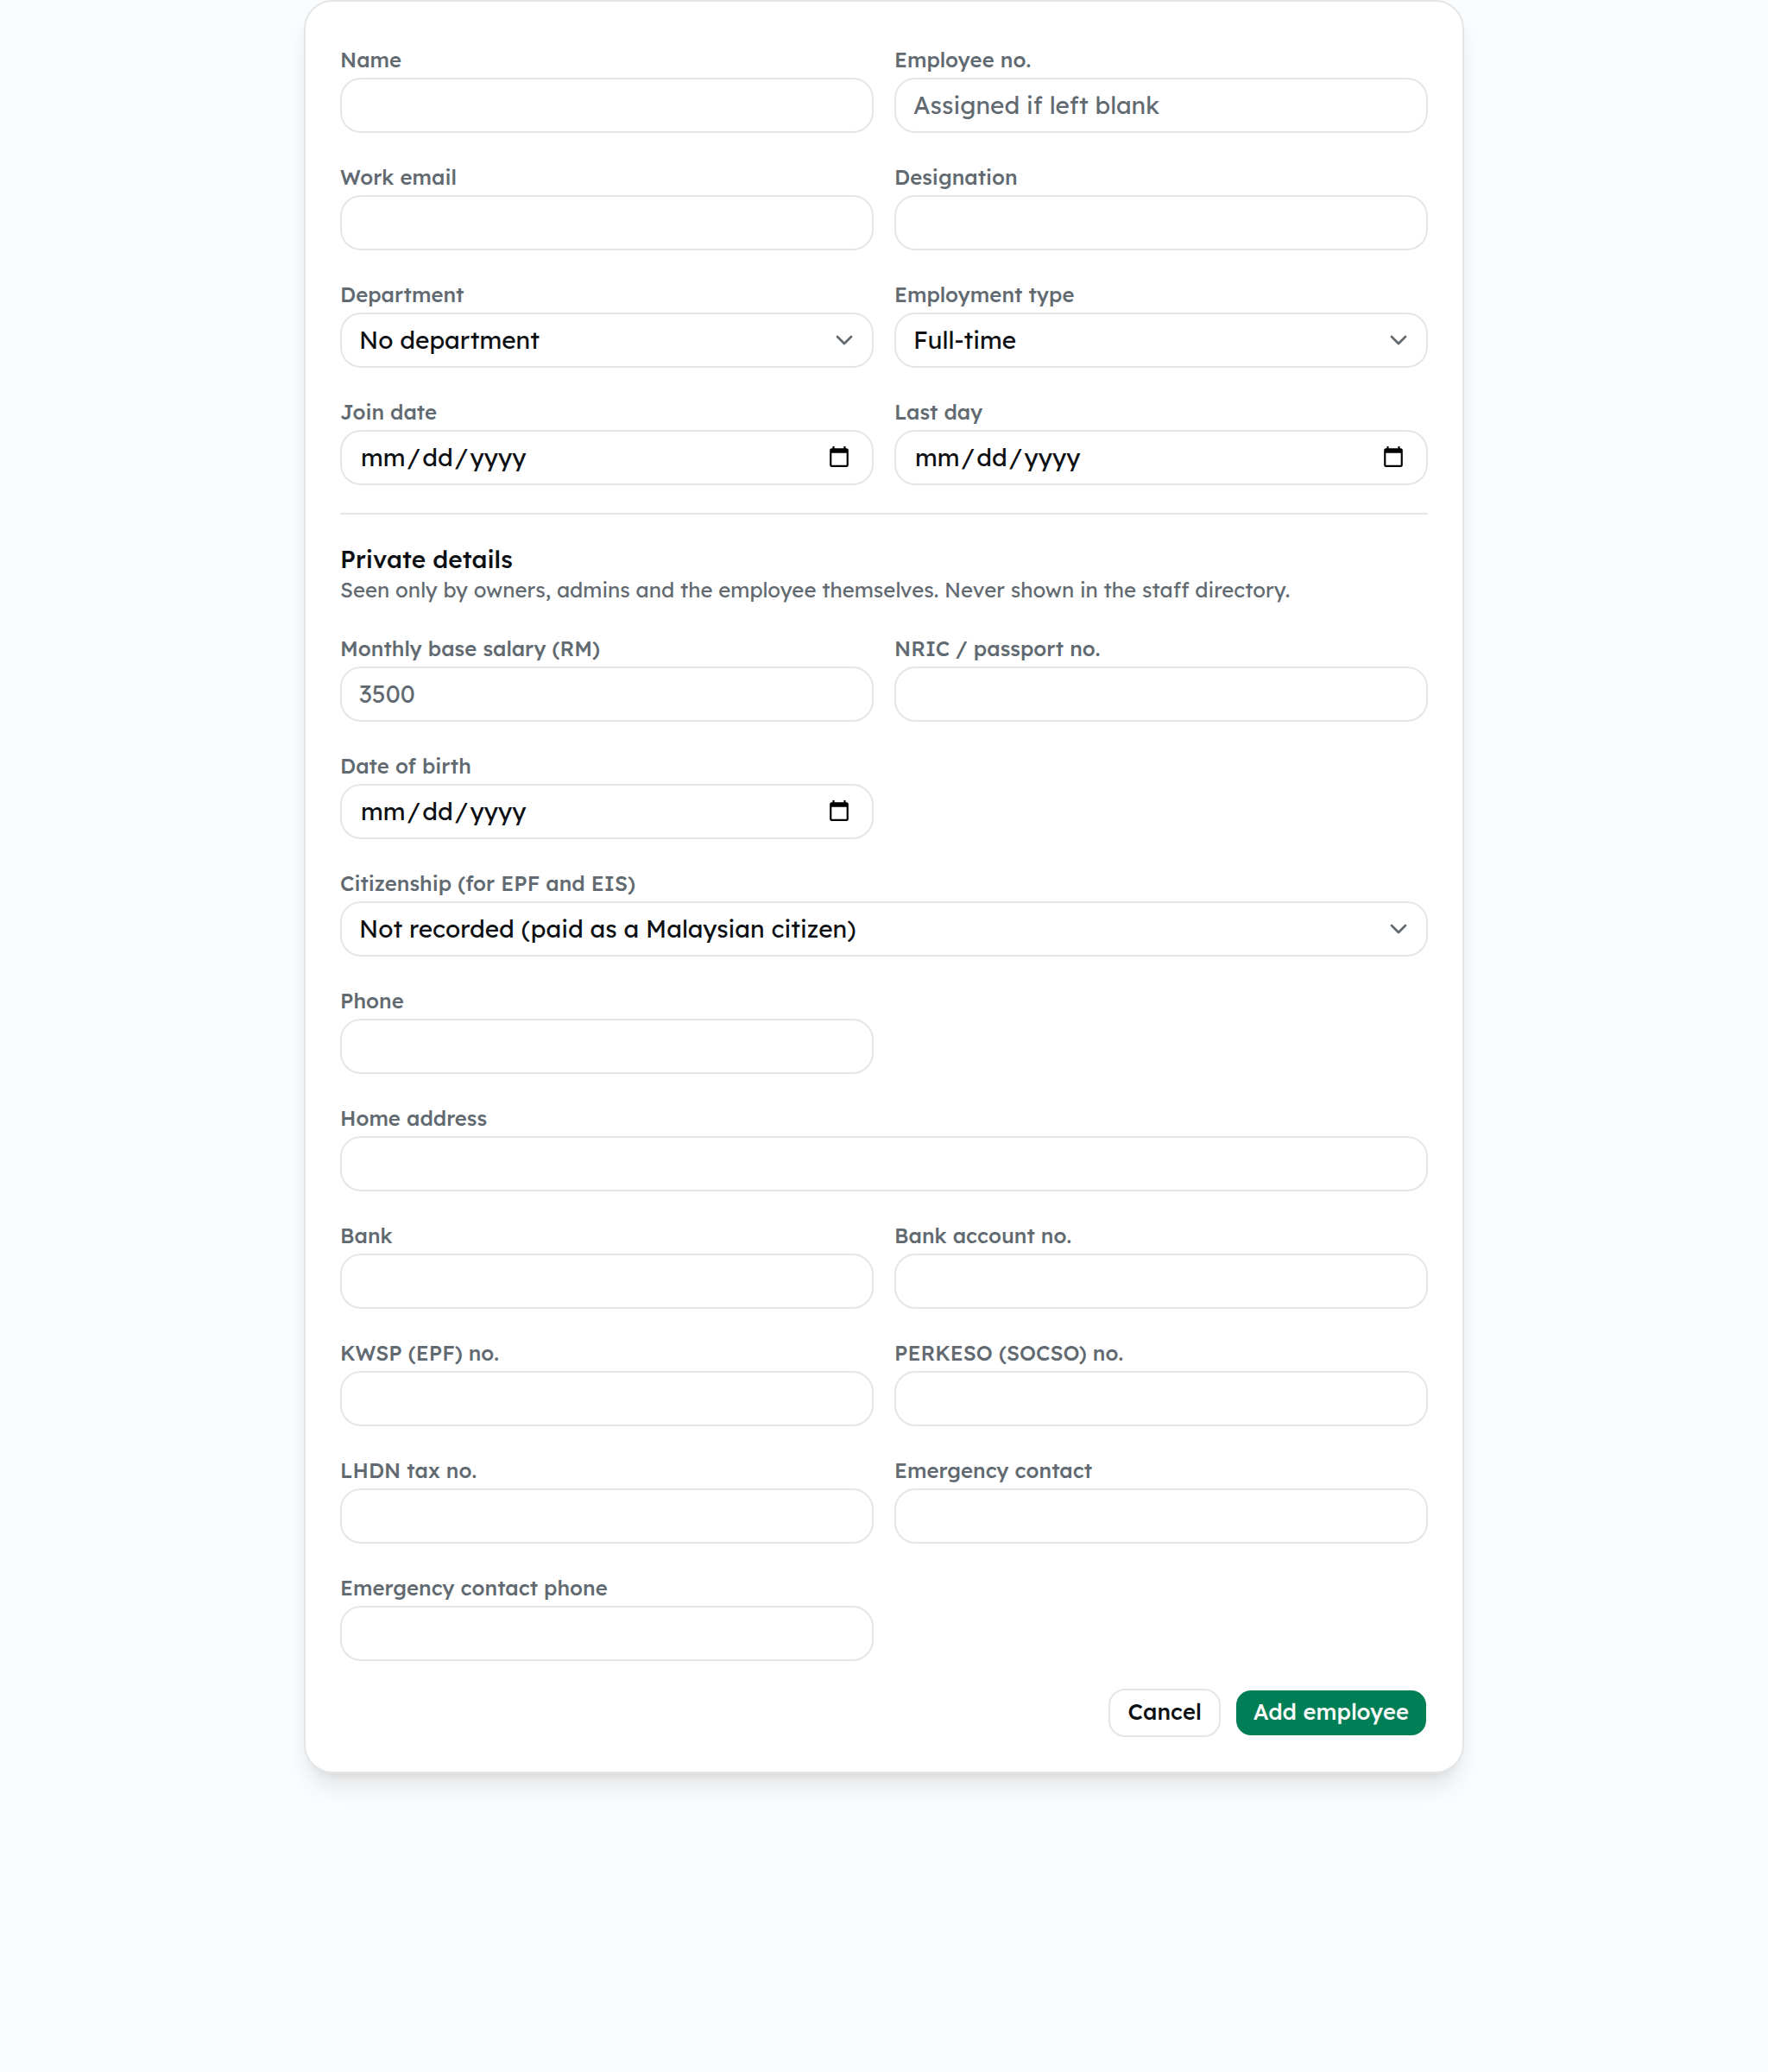 Name
Employee no.
Assigned if left blank
Work email
Designation
Department
Employment type
No department
Full-time
Join date
Last day
mm/dd/yyyy
mm/dd/yyyy
Private details
Seen only by owners, admins and the employee themselves. Never shown in the staff directory.
Monthly base salary (RM)
NRIC / passport no.
3500
Date of birth
mm/dd/yyyy
Citizenship (for EPF and EIS)
Not recorded (paid as a Malaysian citizen)
Phone
Home address
Bank
Bank account no.
KWSP (EPF) no.
PERKESO (SOCSO) no.
LHDN tax no.
Emergency contact
Emergency contact phone
Cancel
Add employee